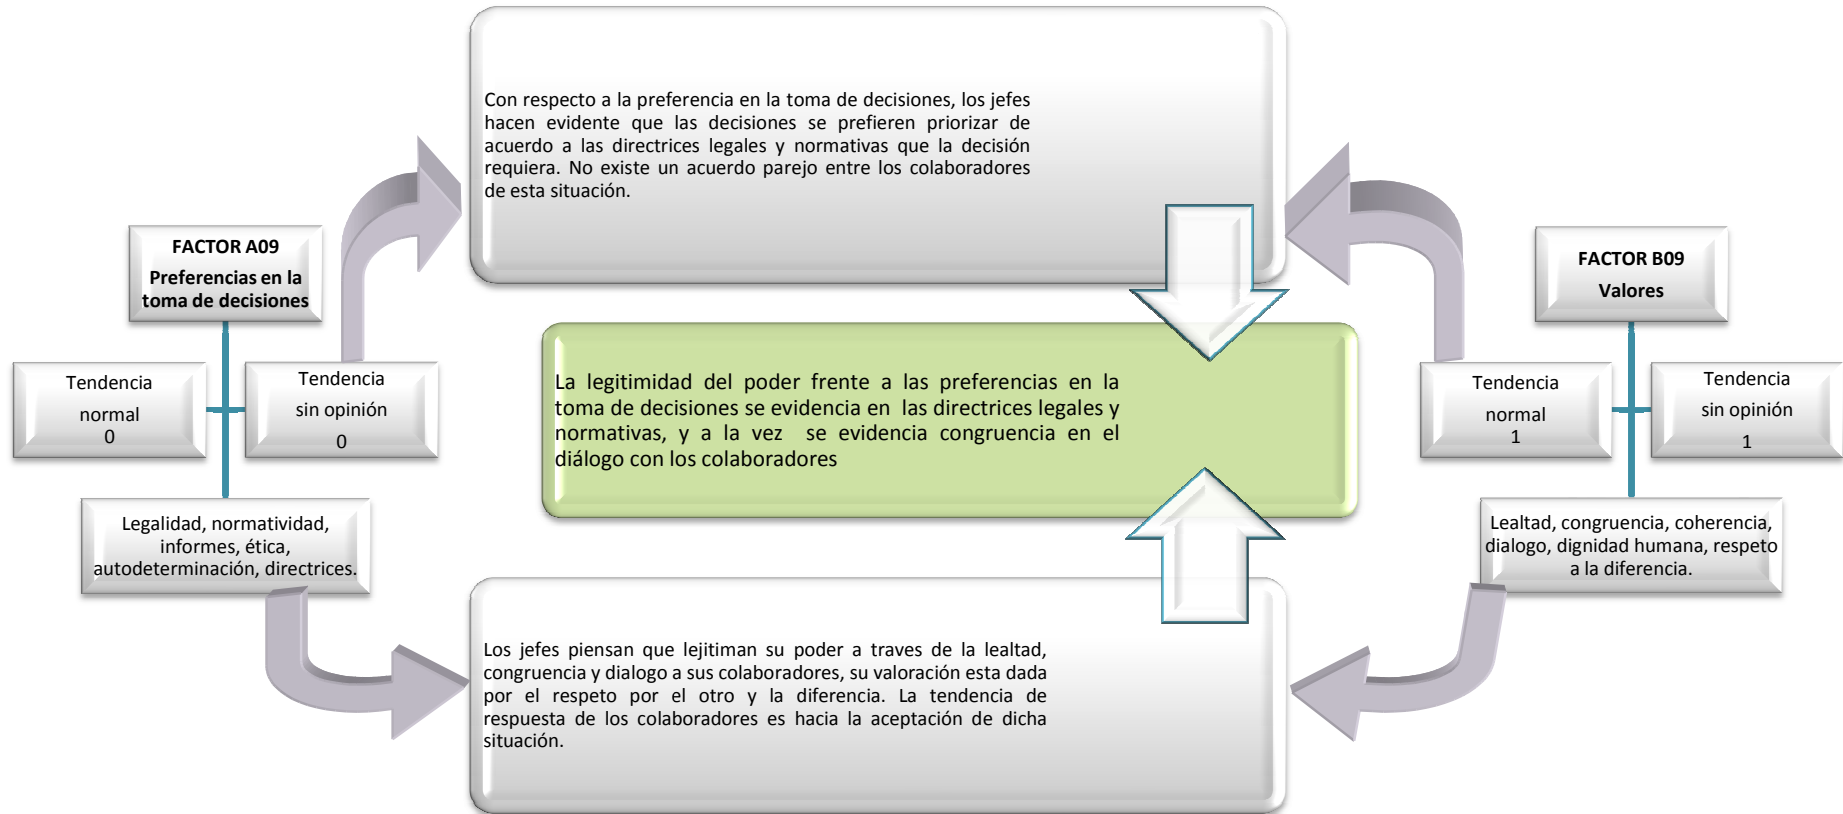 Con respecto a la preferencia en la toma de decisiones, los jefes
hacen evidente que las decisiones se prefieren priorizar de
acuerdo a las directrices legales y normativas que la decisión
requiera. No existe un acuerdo parejo entre los colaboradores
de esta situación.
FACTOR A09
Preferencias en la
toma de decisiones
Tendencia
normal
0
Tendencia
sin opinión
0
Legalidad, normatividad,
informes, ética,
autodeterminación, directrices.
La legitimidad del poder frente a las preferencias en la
toma de decisiones se evidencia en las directrices legales y
normativas, y a la vez se evidencia congruencia en el
diálogo con los colaboradores
FACTOR B09
Valores
Tendencia
normal
1
Tendencia
sin opinión
1
Lealtad, congruencia, coherencia,
dialogo, dignidad humana, respeto
a la diferencia.
Los jefes piensan que lejitiman su poder a traves de la lealtad,
congruencia y dialogo a sus colaboradores, su valoración esta dada
por el respeto por el otro y la diferencia. La tendencia de
respuesta de los colaboradores es hacia la aceptación de dicha
situación.